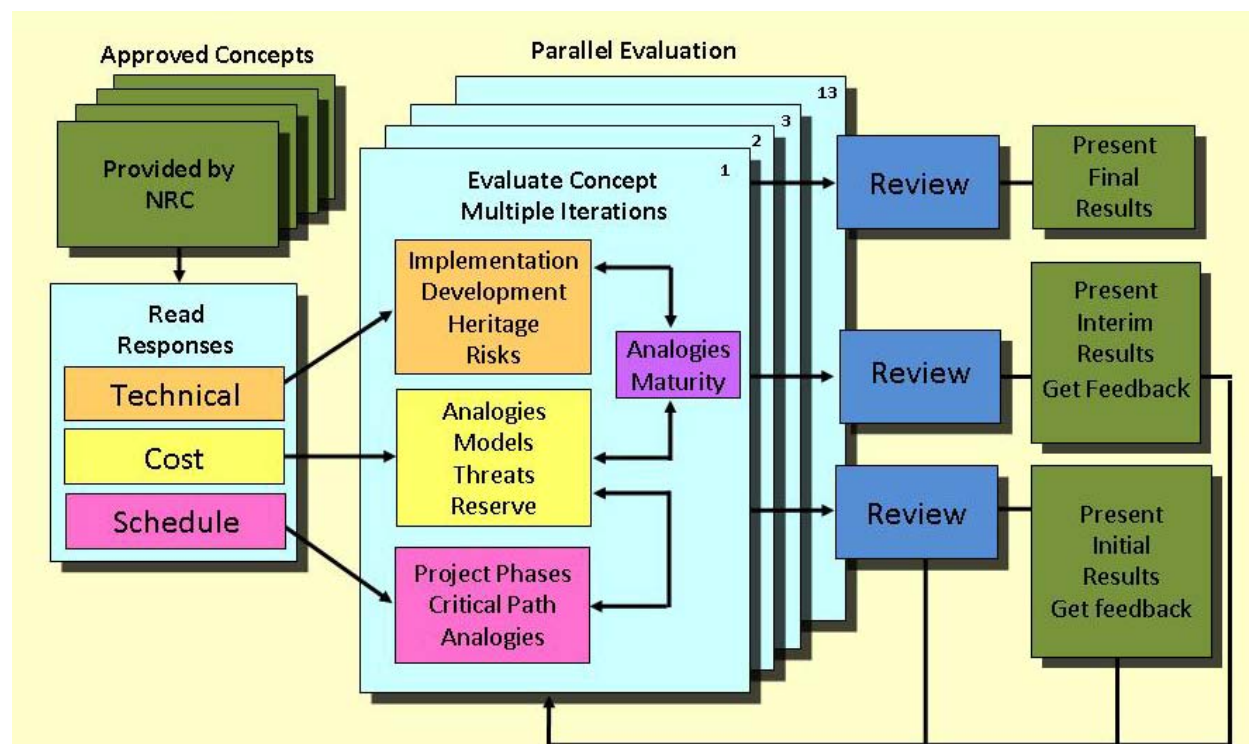 Approved Concepts
Provided by
NRC
Read
Responses
Technical
Cost
Schedule
Parallel Evaluation
13
3
2
1
Evaluate Concept
Multiple Iterations
Implementation
Development
Heritage
Risks
Analogies
Maturity
Analogies
Models
Threats
Reserve
Project Phases
Critical Path
Analogies
Review
Present
Final
Results
Review
Present
Interim
Results
Get Feedback
Review
Present
Initial
Results
Get feedback